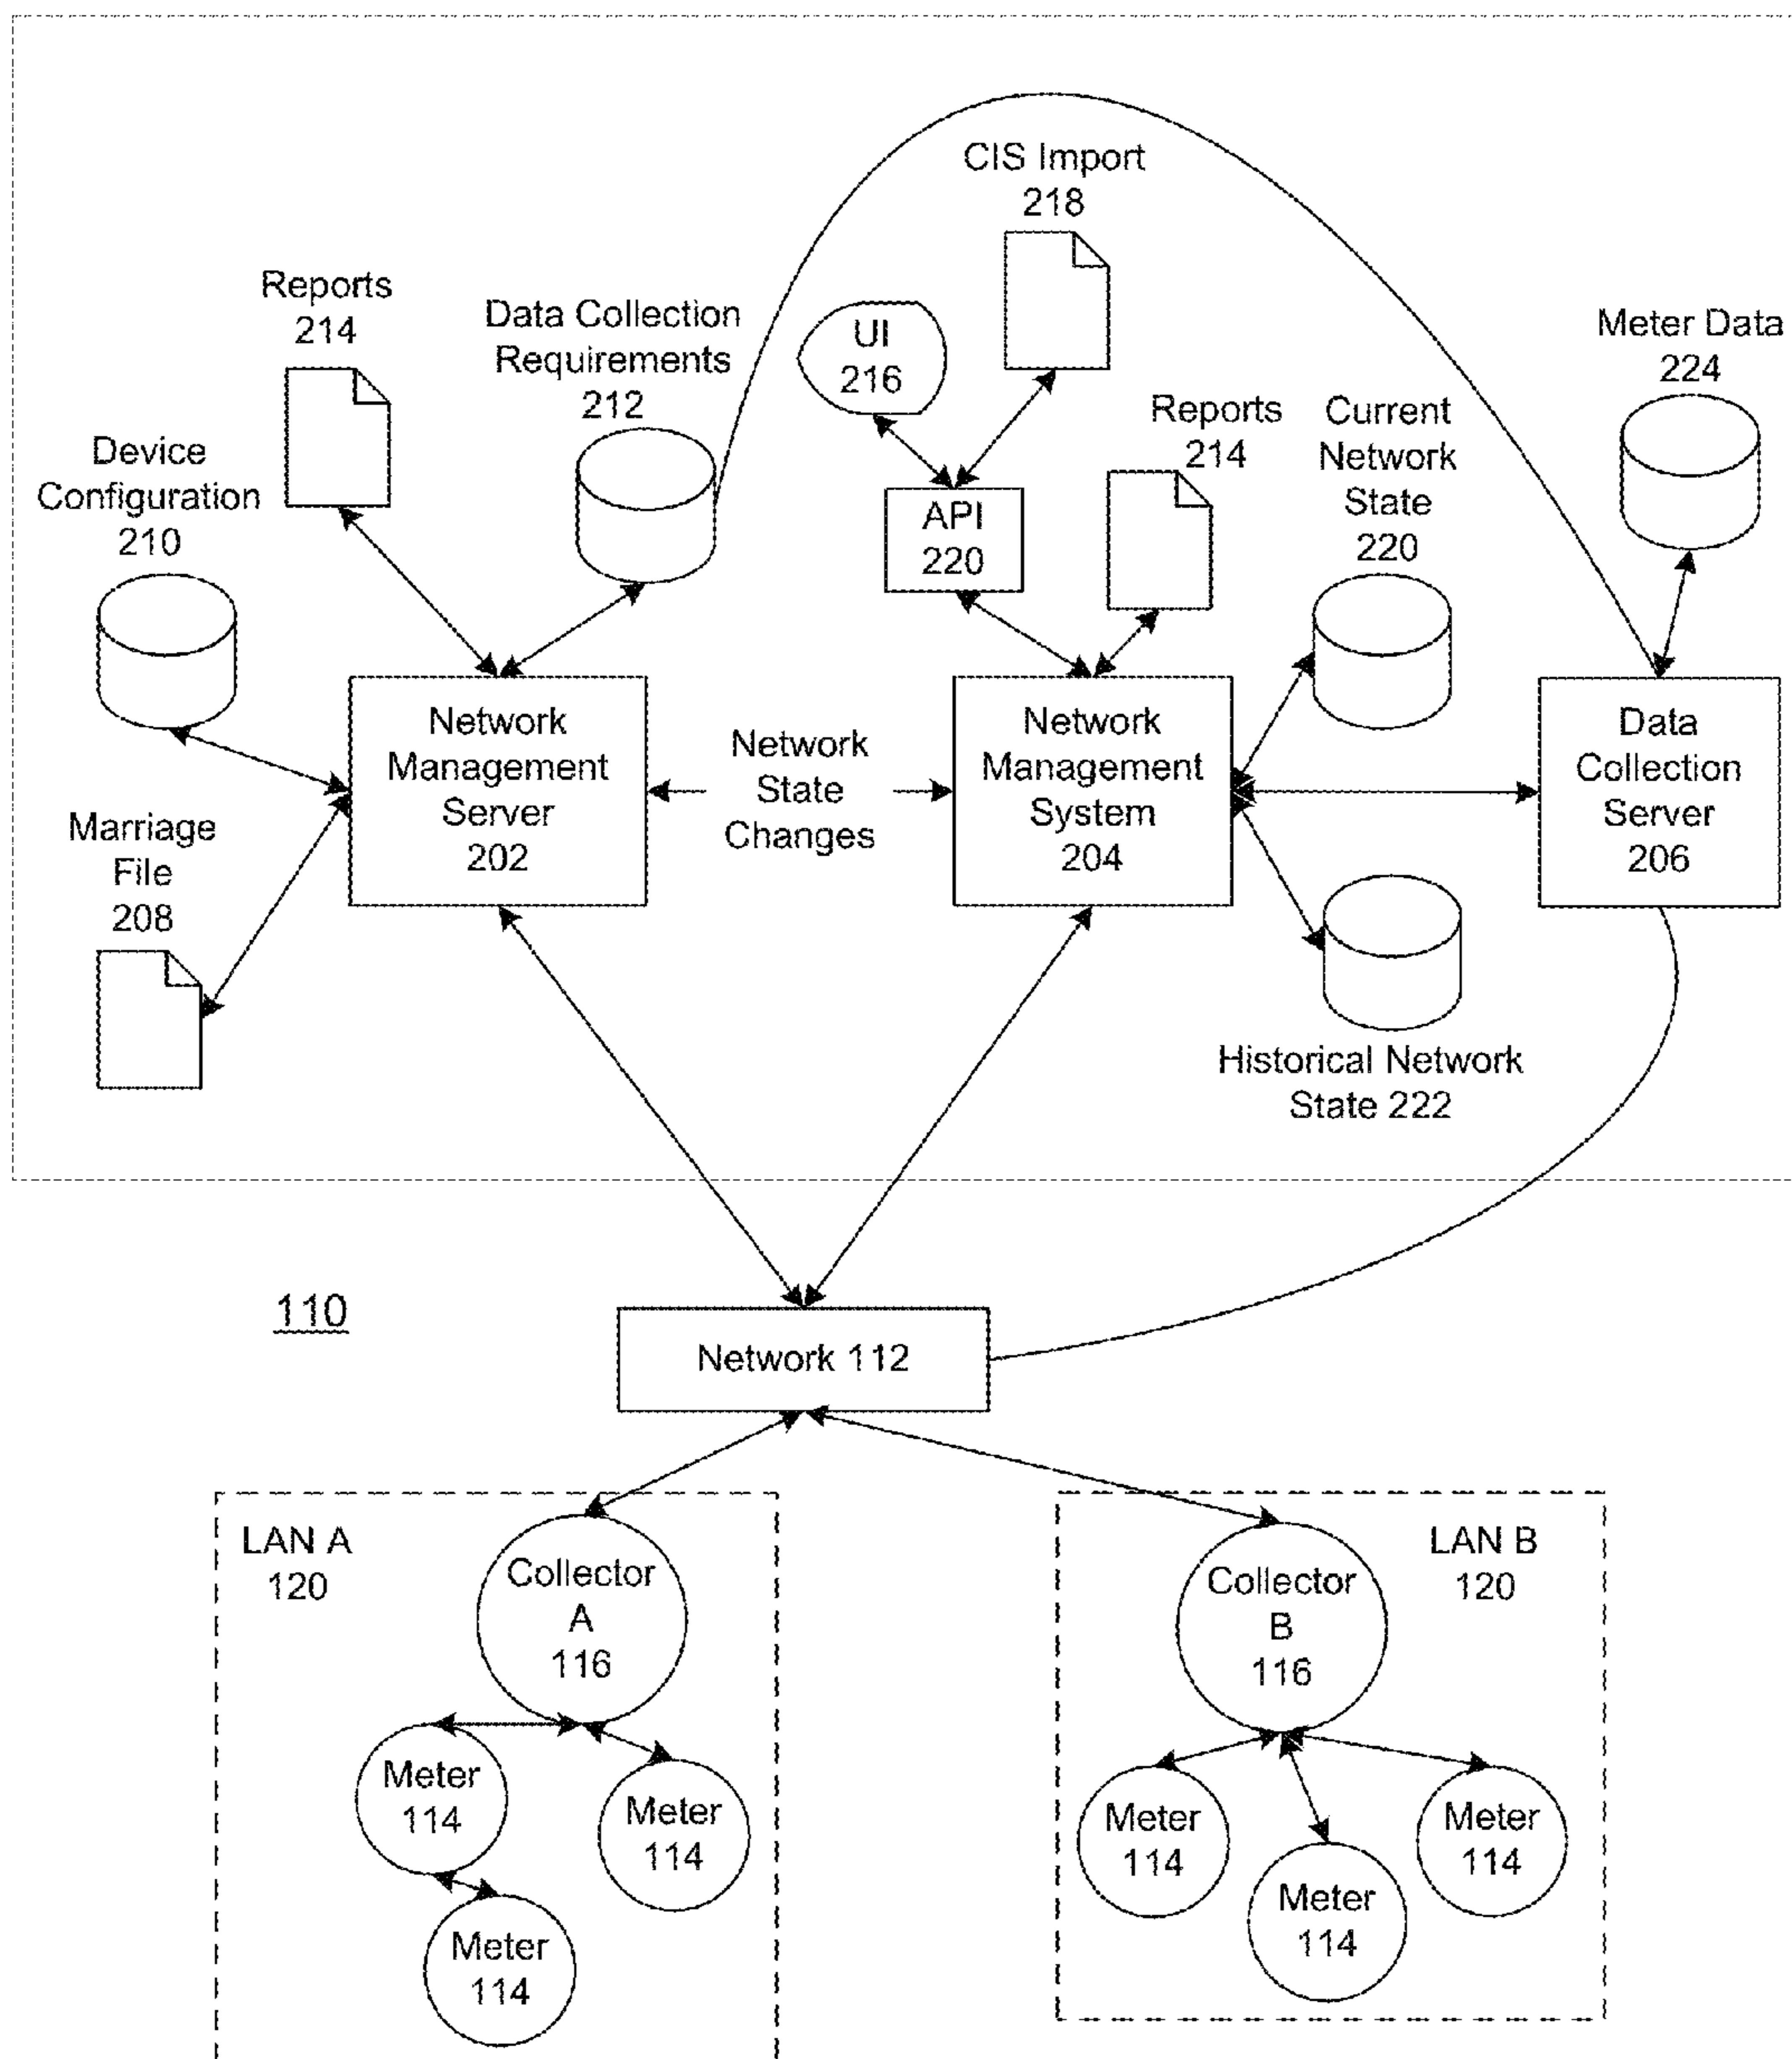 CIS Import
218
Reports
214
Data Collection
Requirements
212
UI
216
Meter Data
224
Device
Configuration
210
API
220
Reports
214
Current
Network
State
220
Network
Management
Server
202
Network
State
Changes
Network
Management
System
204
Data
Collection
Server
206
Marriage
File
208
Historical Network
State 222
110
Network 112
LAN A
120
Collector
A
116
Meter
114
Meter
114
Meter
114
LAN B
120
Collector
B
116
Meter
114
Meter
114
Meter
114